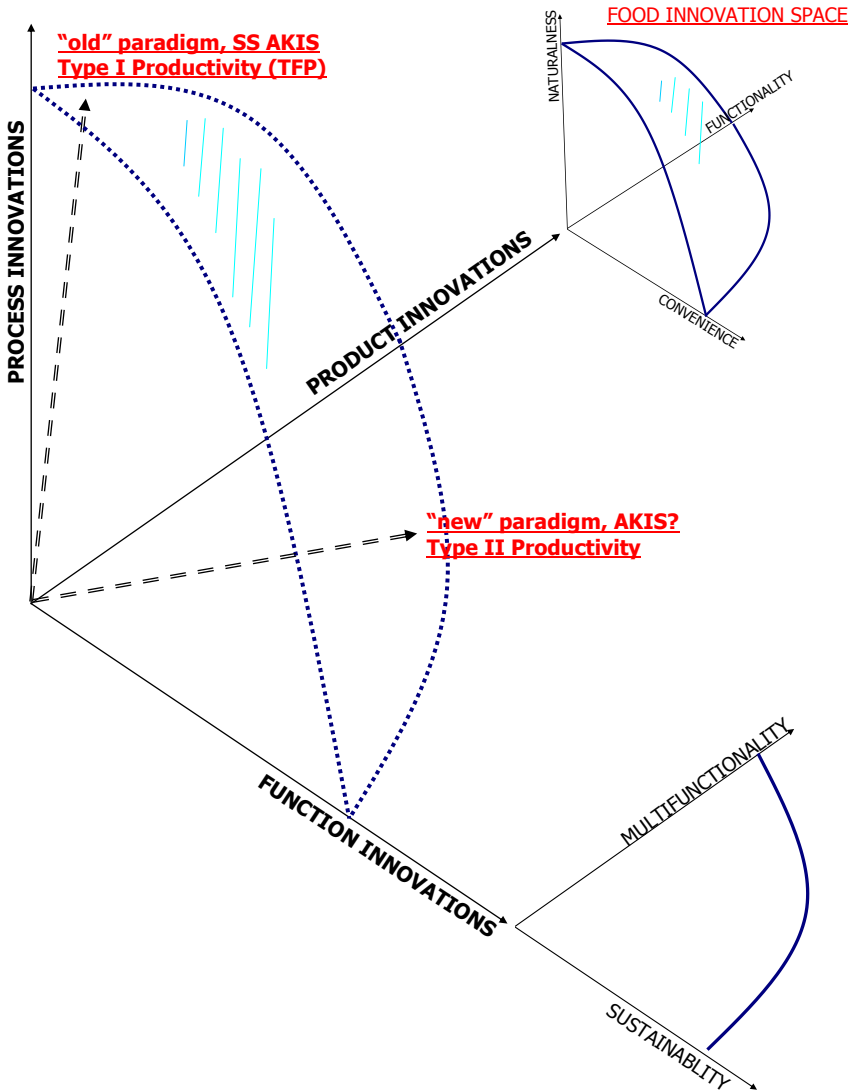 FOOD INNOVATION SPACE
“old” paradigm, SS AKIS
Type I Productivity (TFP)
NATURALNESS
FUNCTIONALITY
CONVENIENCE
PROCESS INNOVATIONS
PRODUCT INNOVATIONS
“new” paradigm, AKIS?
Type II Productivity
FUNCTION INNOVATIONS
MULTIFUNCTIONALITY
SUSTAINABLITY